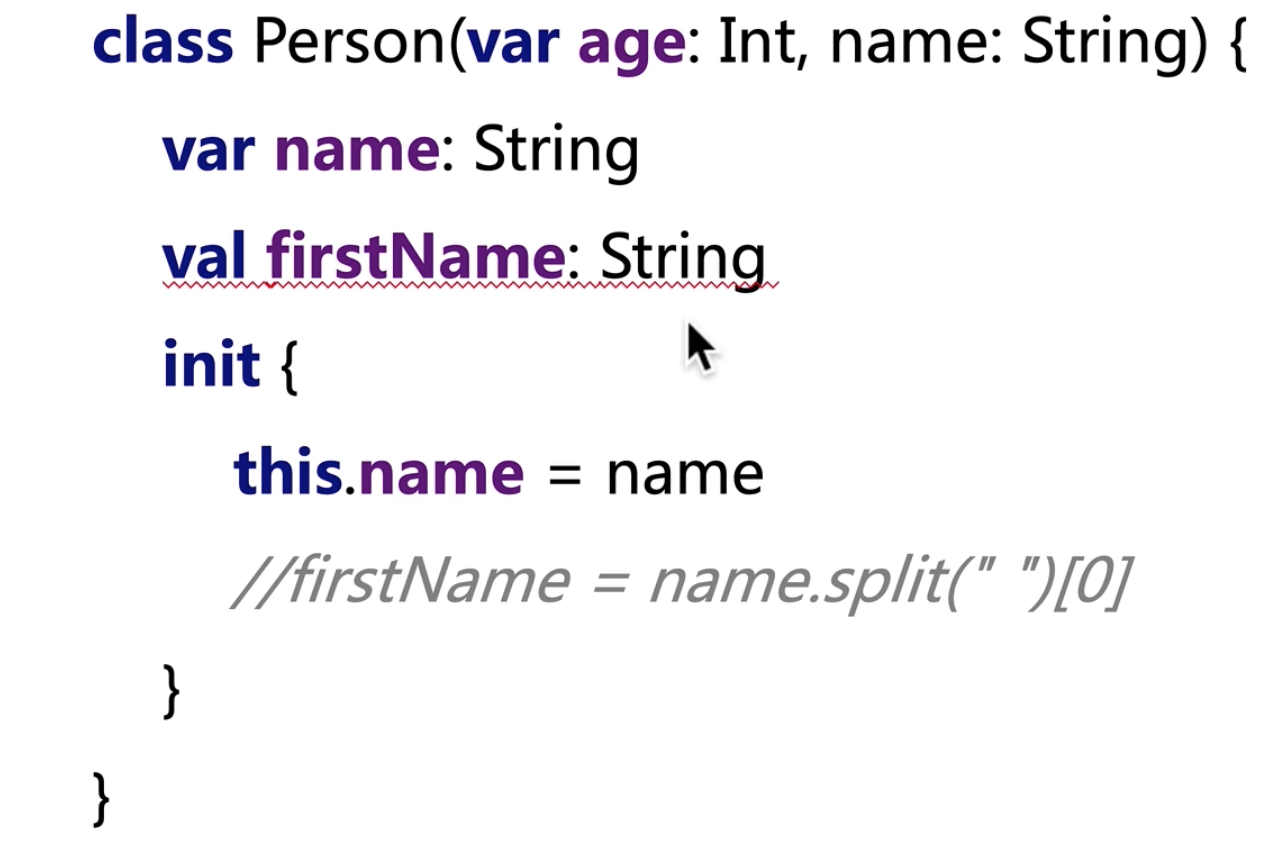 class Person(var age: Int, name: String) {
var name: String
val firstName: String
init {
this.name = name
//firstName = name.split(" ")[0]
}
}